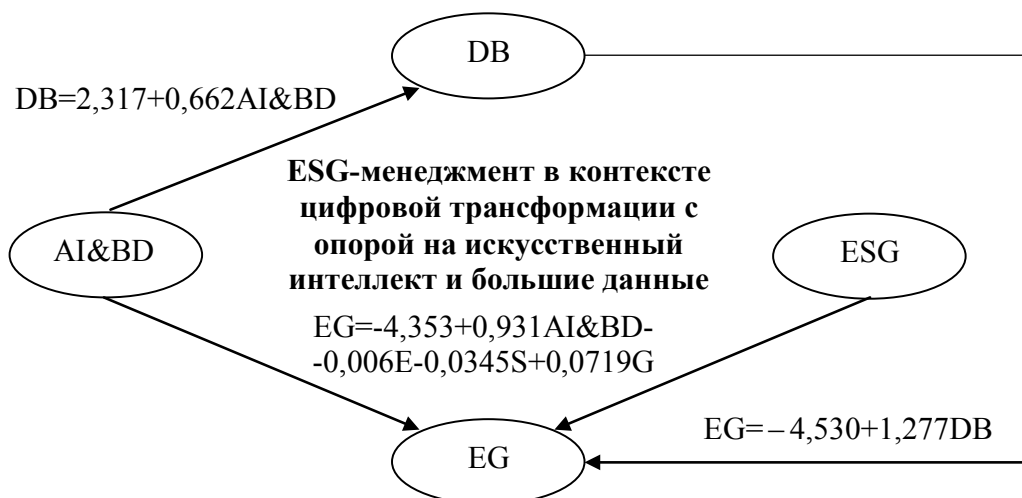 DB
DB=2,317+0,662AI&BD
ESG-менеджмент в контексте
цифровой трансформации с
опорой на искусственный
интеллект и большие данные
AI&BD
ESG
EG=-4,353+0,931AI&BD-
-0,006E-0,0345S+0,0719G
EG=–4,530+1,277DB
EG